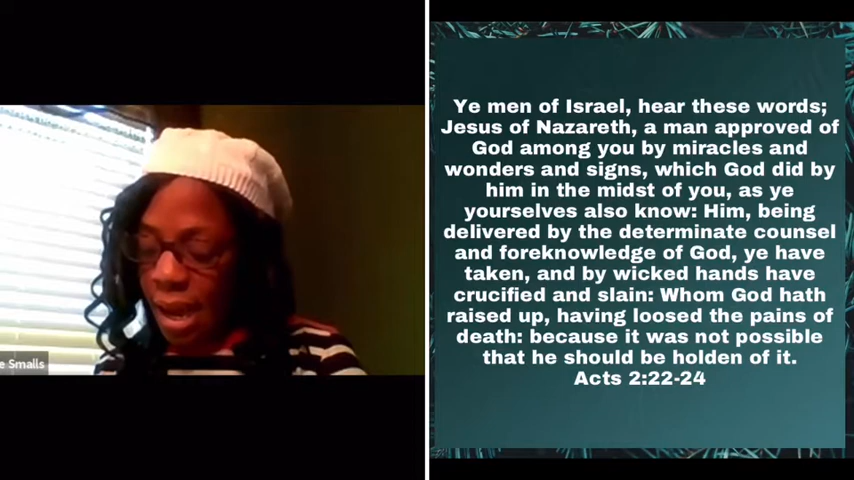 e Smalls
Ye men of Israel, hear these words;
Jesus of Nazareth, a man approved of
God among you by miracles and
wonders and signs, which God did by
him in the midst of you, as ye
yourselves also know: Him, being
delivered by the determinate counsel
and foreknowledge of God, ye have
taken, and by wicked hands have
crucified and slain: Whom God hath
raised up, having loosed the pains of
death: because it was not possible
that he should be holden of it.
Acts 2:22-24